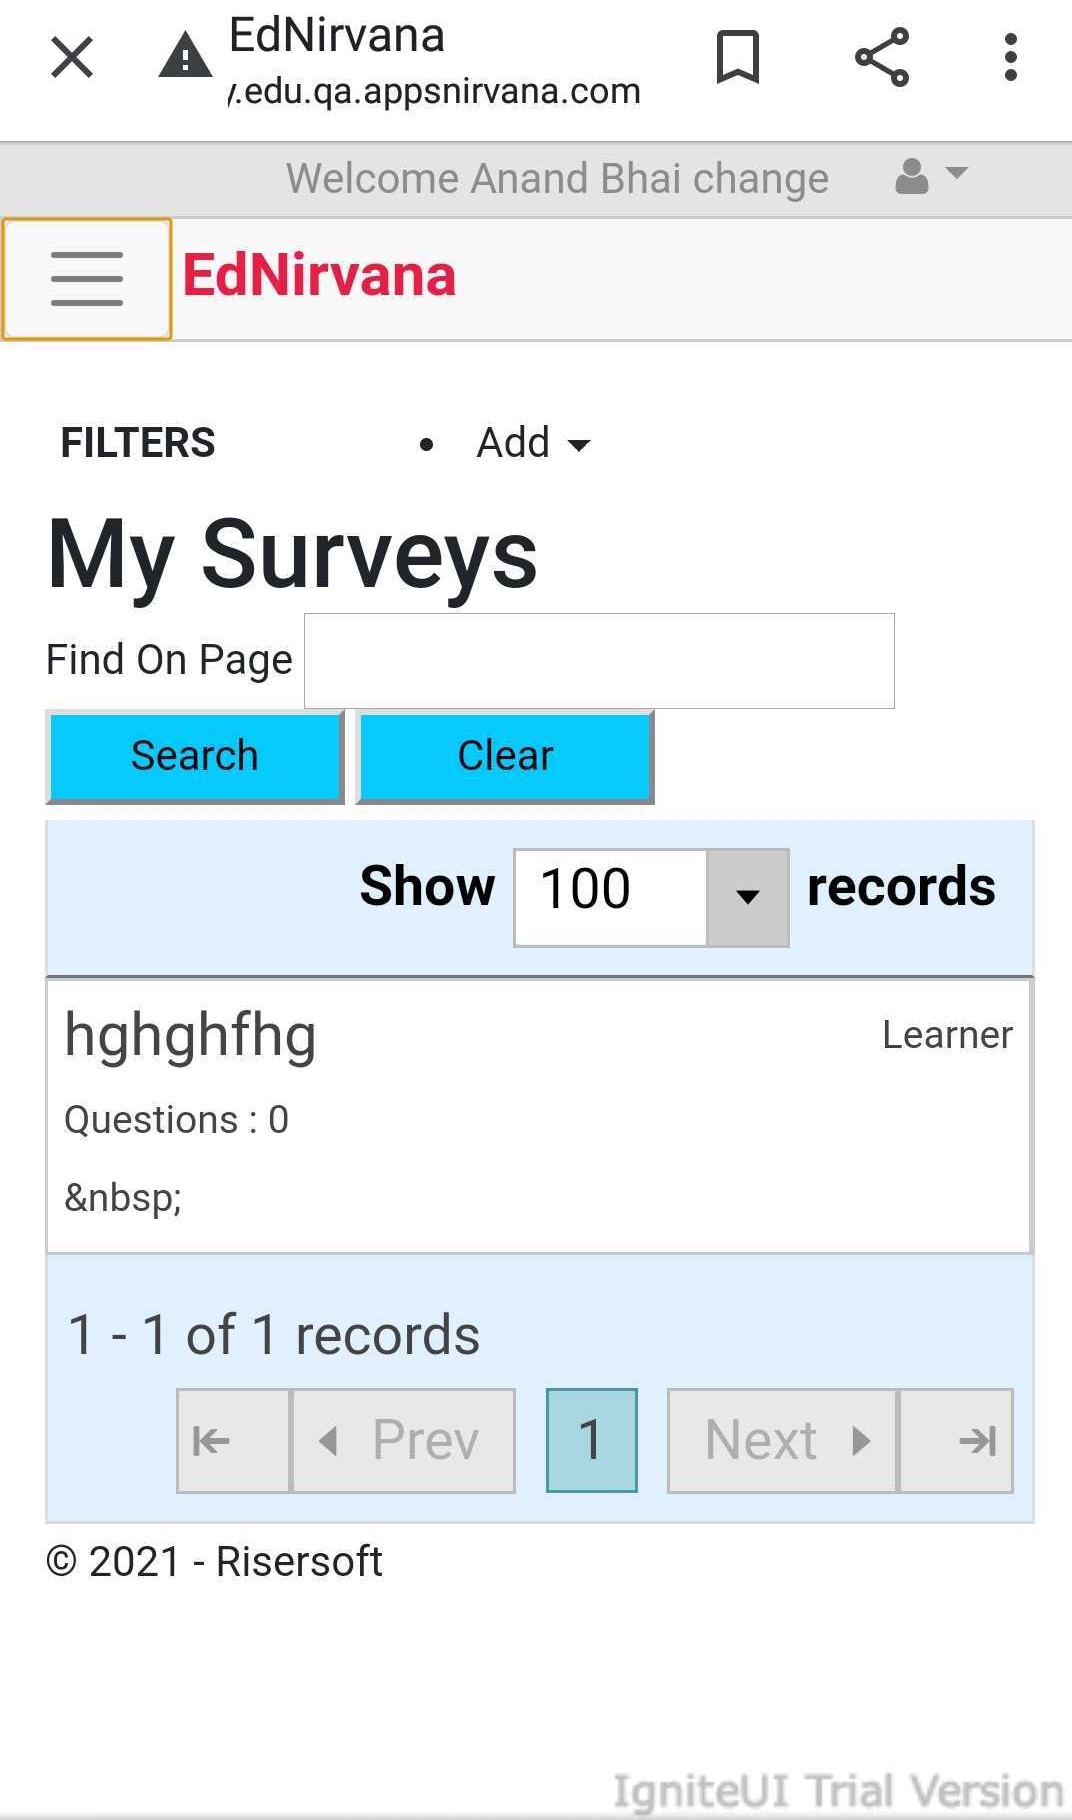 EdNirvana
y.edu.qa.appsnirvana.com
Welcome Anand Bhai change
EdNirvana
FILTERS • Add
My Surveys
Find On Page
Search Clear
Show 100 records
hghghfhg Learner
Questions : 0
&nbsp;
1 - 1 of 1 records
Prev 1 Next
© 2021 - Risersoft
IgniteUI Trial Version